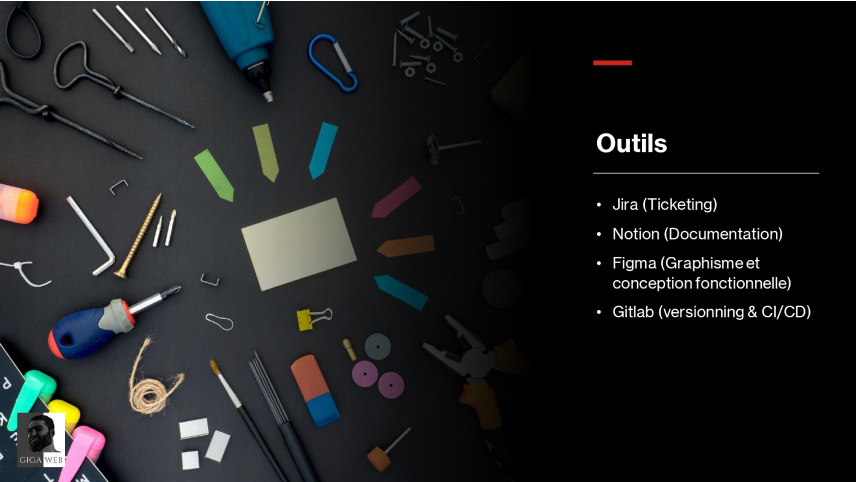 Outils
• Jira (Ticketing)
• Notion (Documentation)
• Figma (Graphisme et
conception fonctionnelle)
• Gitlab (versionning & CI/CD)
GIGA WEB